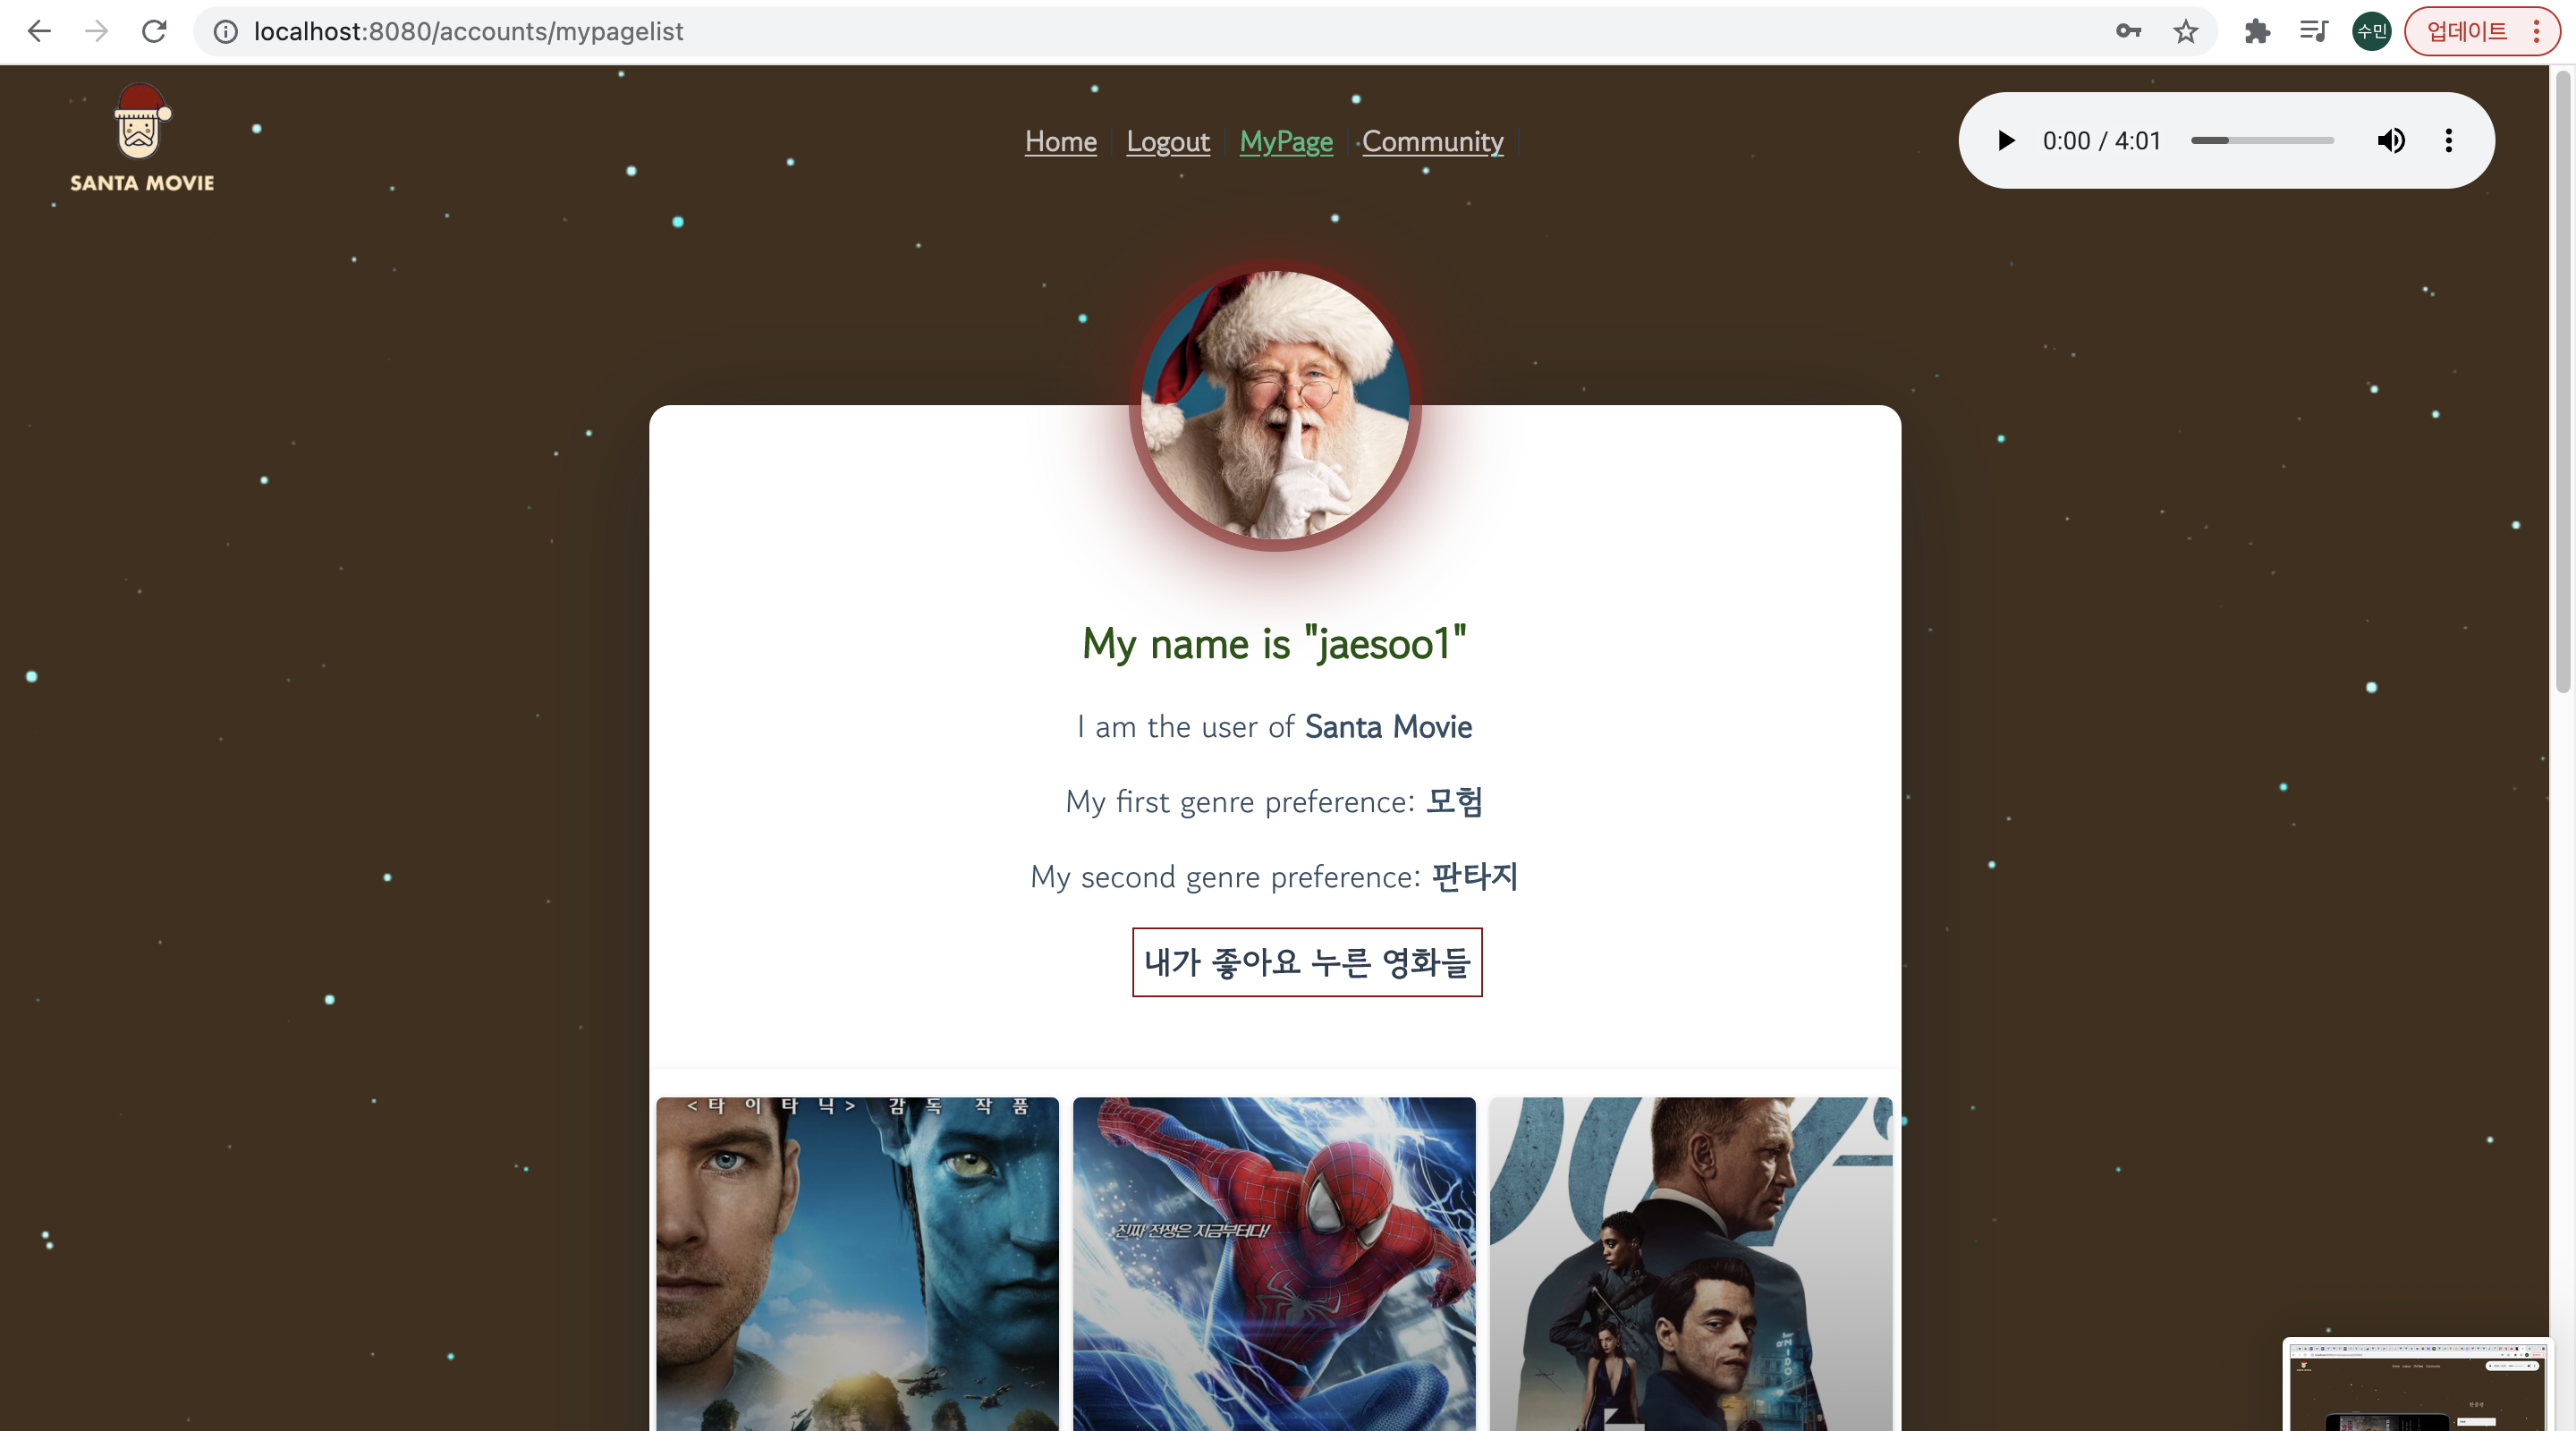 localhost:8080/accounts/mypagelist
수민
업데이트
SANTA MOVIE
Home
Logout
MyPage
Community
0:00 / 4:01
My name is "jaesoo1"
I am the user of Santa Movie
My first genre preference: 모험
My second genre preference: 판타지
내가 좋아요 누른 영화들
<타이타닉> 감독 작품
진짜 전쟁은 지금부터다!
007